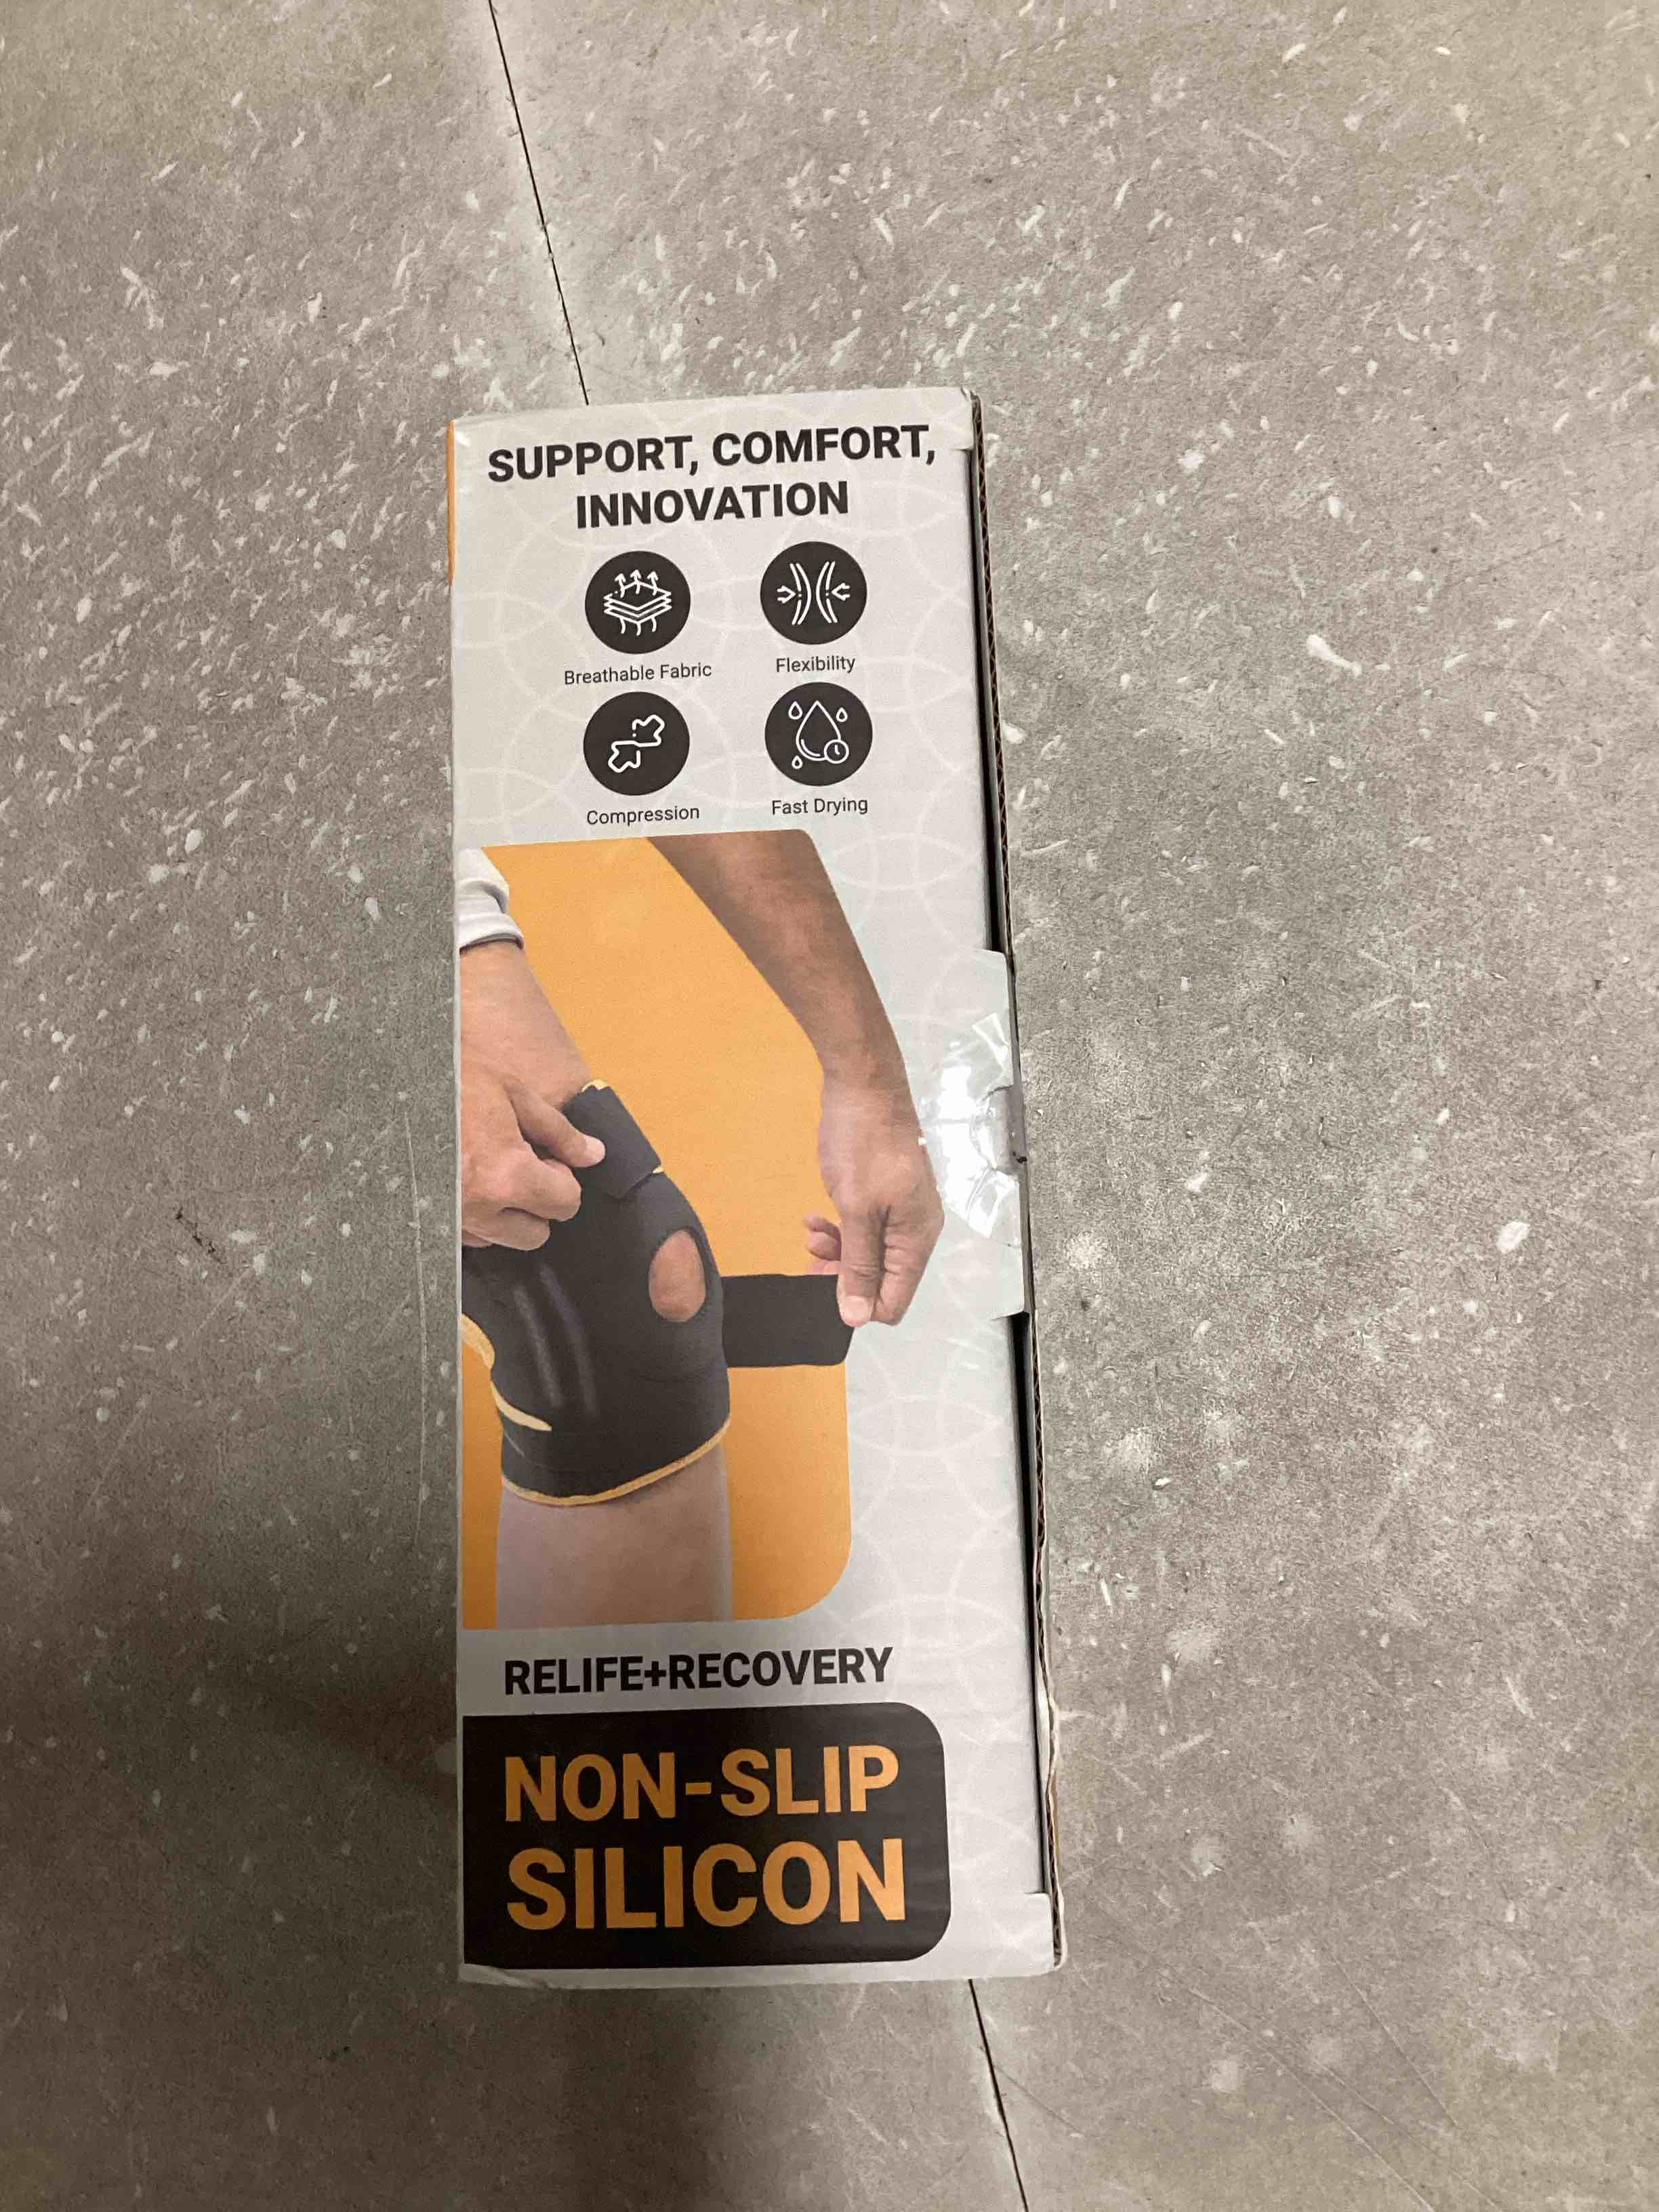 SUPPORT, COMFORT,
INNOVATION
Breathable Fabric
Flexibility
Compression
Fast Drying
RELIFE+RECOVERY
NON-SLIP
SILICON